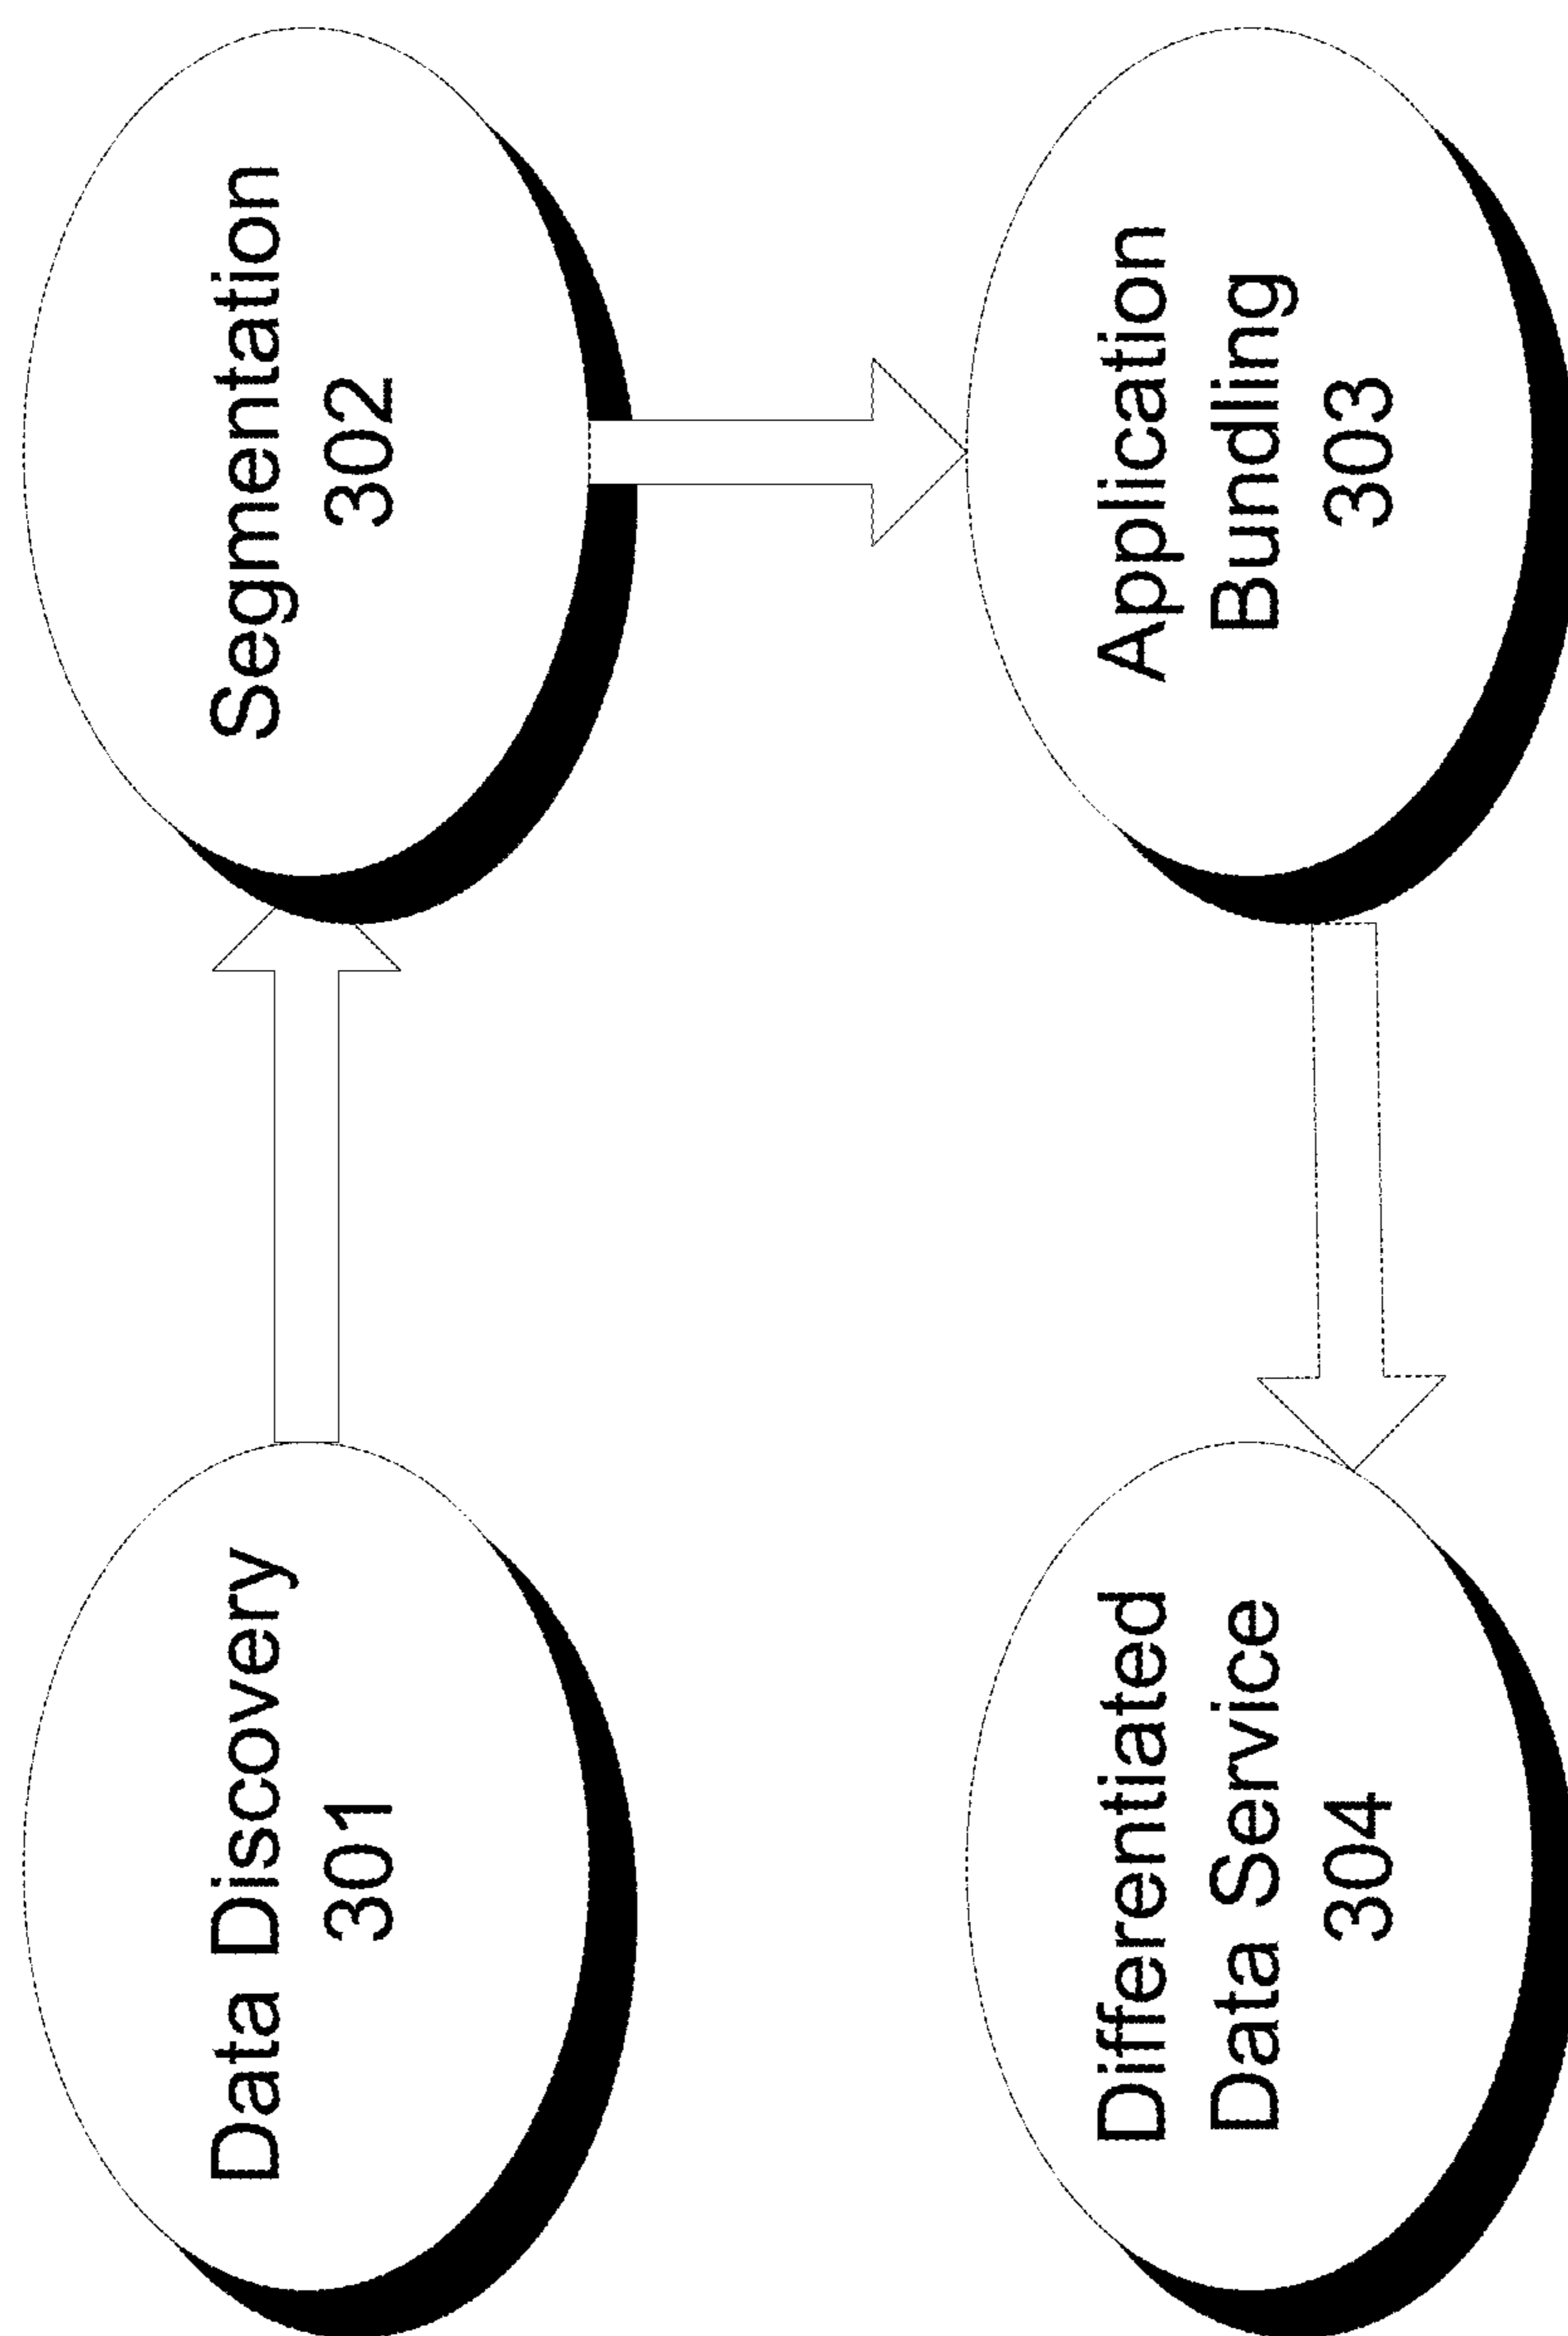 Data Discovery
301
Segmentation
302
Application
Bundling
303
Differentiated
Data Service
304